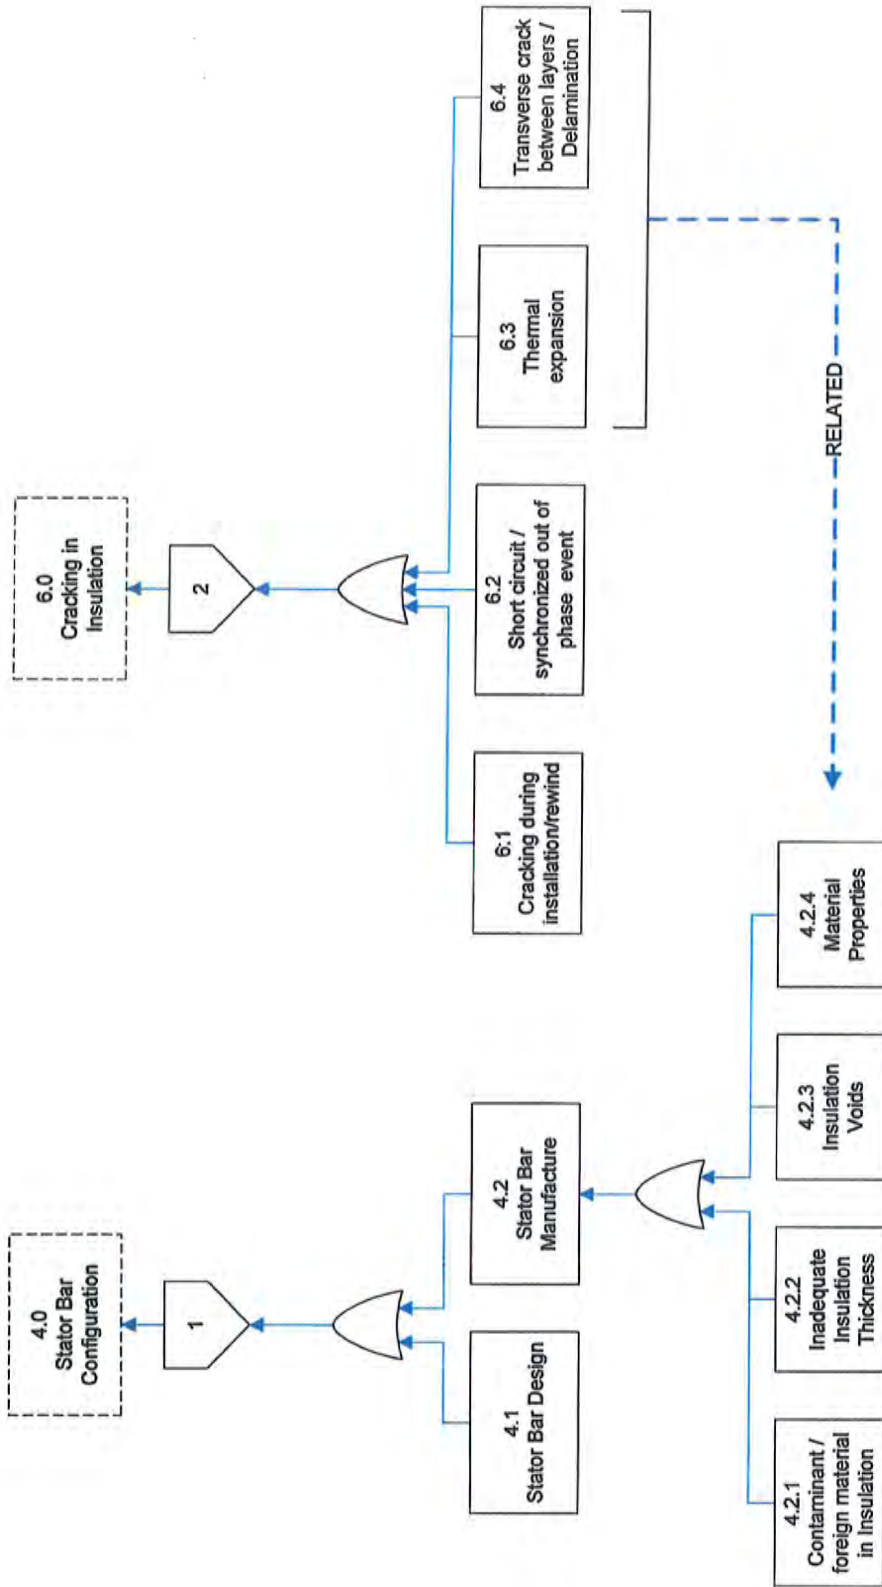 4.0
Stator Bar
Configuration
1
4.1
Stator Bar Design
4.2
Stator Bar
Manufacture
4.2.1
Contaminant /
foreign material
in Insulation
4.2.2
Inadequate
Insulation
Thickness
4.2.3
Insulation
Voids
4.2.4
Material
Properties
6.0
Cracking in
Insulation
2
6:1
Cracking during
installation/rewind
6.2
Short circuit /
synchronized out of
phase event
6.3
Thermal
expansion
6.4
Transverse crack
between layers /
Delamination
RELATED